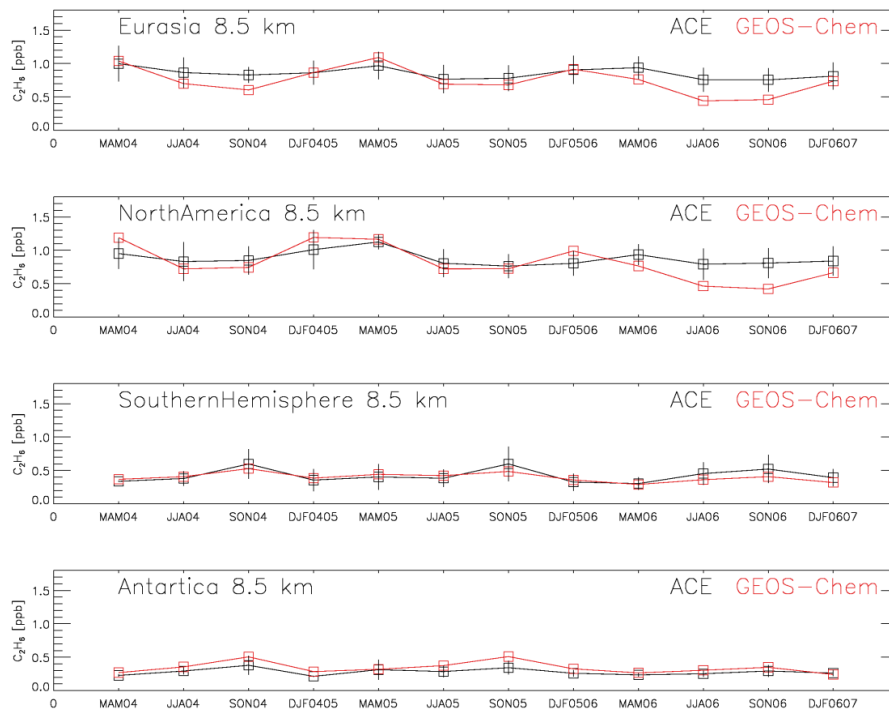 Eurasia 8.5 km ACE GEOS-Chem
C₂H₆ [ppb]
1.5
1.0
0.5
0.0
0 MAM04 JJA04 SON04 DJF0405 MAM05 JJA05 SON05 DJF0506 MAM06 JJA06 SON06 DJF0607
NorthAmerica 8.5 km ACE GEOS-Chem
C₂H₆ [ppb]
1.5
1.0
0.5
0.0
0 MAM04 JJA04 SON04 DJF0405 MAM05 JJA05 SON05 DJF0506 MAM06 JJA06 SON06 DJF0607
SouthernHemisphere 8.5 km ACE GEOS-Chem
C₂H₆ [ppb]
1.5
1.0
0.5
0.0
0 MAM04 JJA04 SON04 DJF0405 MAM05 JJA05 SON05 DJF0506 MAM06 JJA06 SON06 DJF0607
Antartica 8.5 km ACE GEOS-Chem
C₂H₆ [ppb]
1.5
1.0
0.5
0.0
0 MAM04 JJA04 SON04 DJF0405 MAM05 JJA05 SON05 DJF0506 MAM06 JJA06 SON06 DJF0607